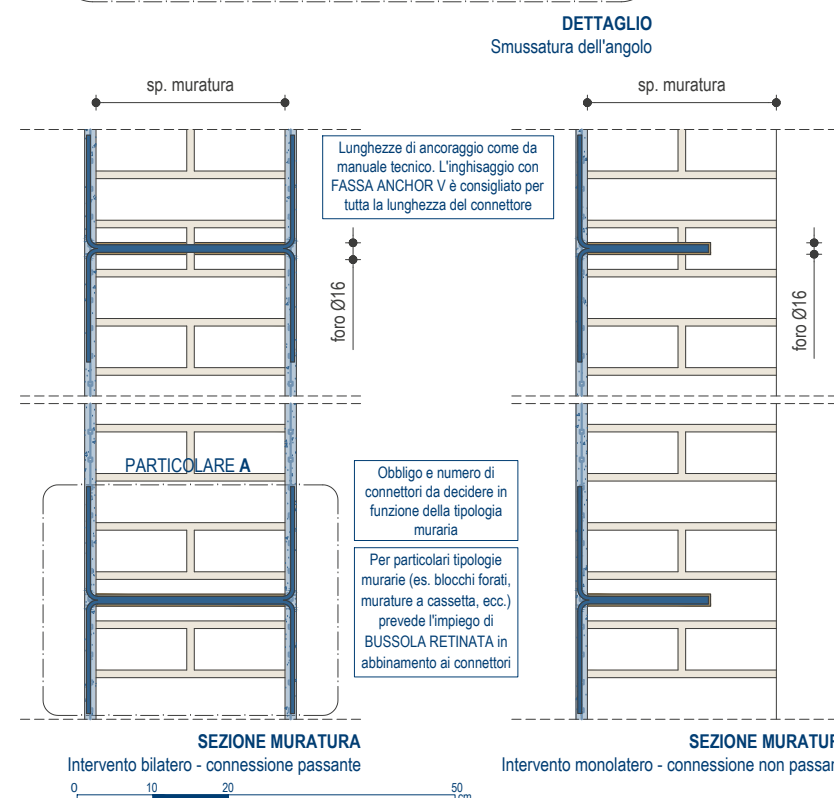 DETTAGLIO
Smussatura dell'angolo
sp. muratura
sp. muratura
Lunghezze di ancoraggio come da
manuale tecnico. L'inghisaggio con
FASSA ANCHOR V è consigliato per
tutta la lunghezza del connettore
foro Ø16
foro Ø16
PARTICOLARE A
Obbligo e numero di
connettori da decidere in
funzione della tipologia
muraria
Per particolari tipologie
murarie (es. blocchi forati,
murature a cassetta, ecc.)
prevede l'impiego di
BUSSOLA RETINATA in
abbinamento ai connettori
SEZIONE MURATURA
Intervento bilatero - connessione passante
SEZIONE MURATUR
Intervento monolatero - connessione non passan
0 10 20 50
cm